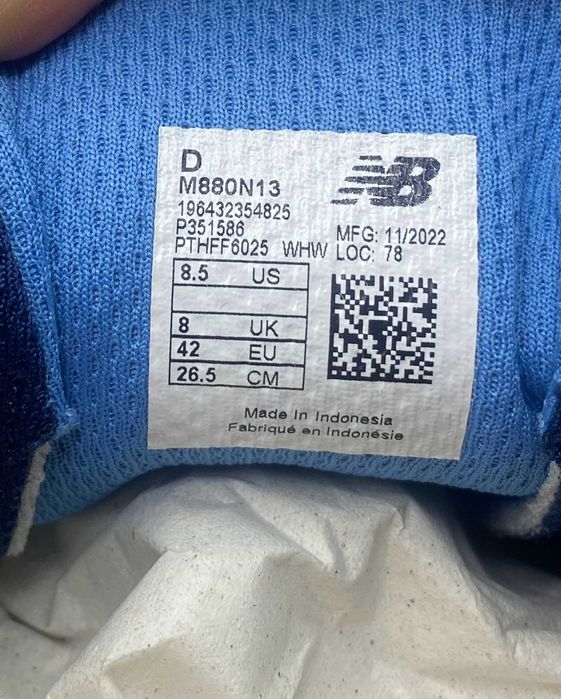 D
M880N13
NB
196432354825
P351586
PTHFF6025 WHW
MFG: 11/2022
LOC: 78
8.5 US
8 UK
42 EU
26.5 CM
Made In Indonesia
Fabriqué en Indonésie